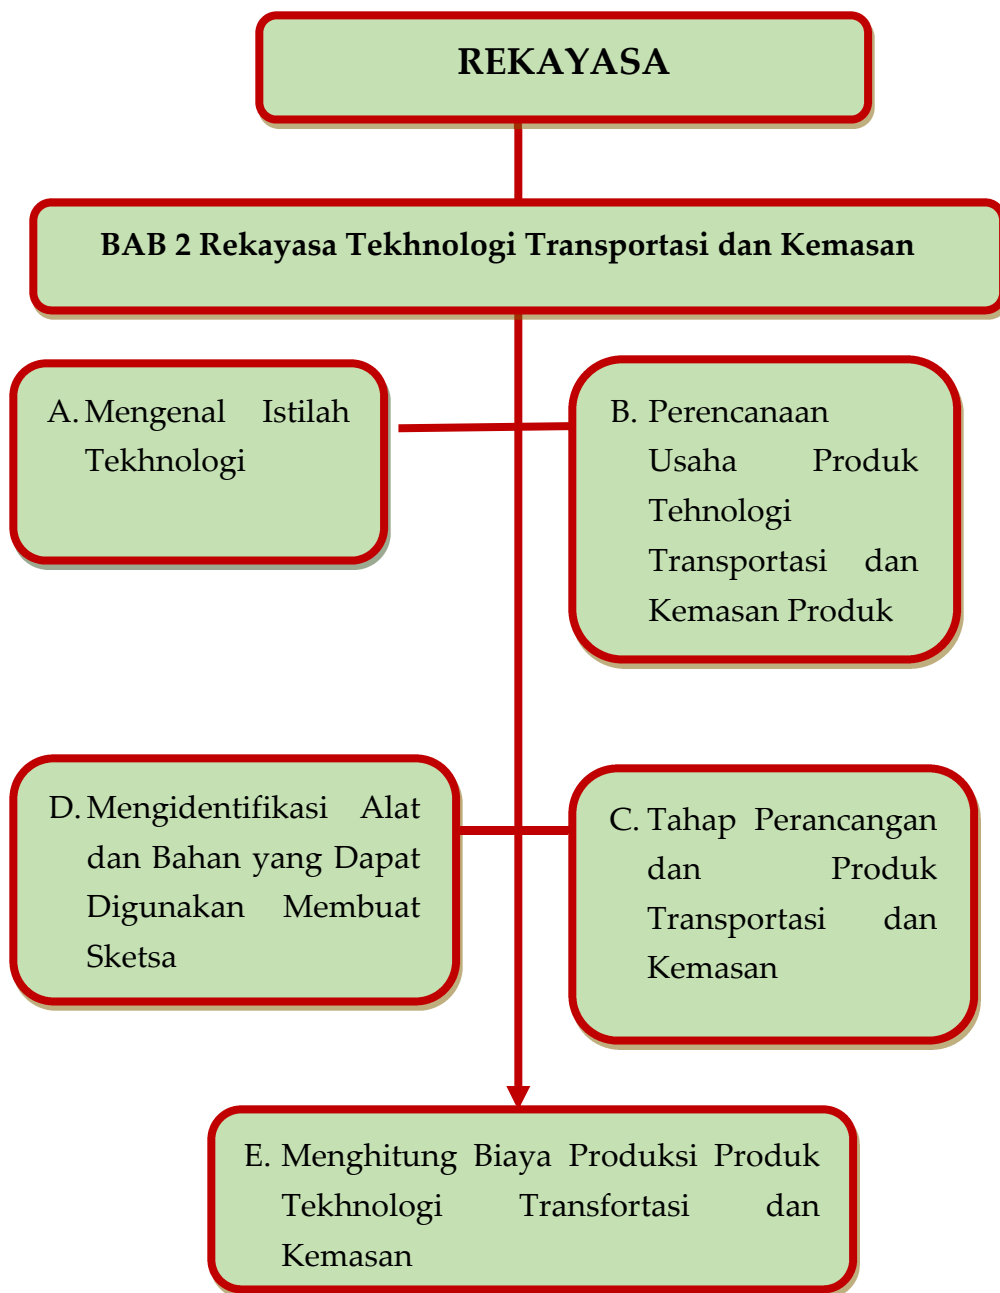 REKAYASA
BAB 2 Rekayasa Tekhnologi Transportasi dan Kemasan
A. Mengenal Istilah
Tekhnologi
B. Perencanaan
Usaha Produk
Tehnologi
Transportasi dan
Kemasan Produk
D. Mengidentifikasi Alat
dan Bahan yang Dapat
Digunakan Membuat
Sketsa
C. Tahap Perancangan
dan Produk
Transportasi dan
Kemasan
E. Menghitung Biaya Produksi Produk
Tekhnologi Transfortasi dan
Kemasan